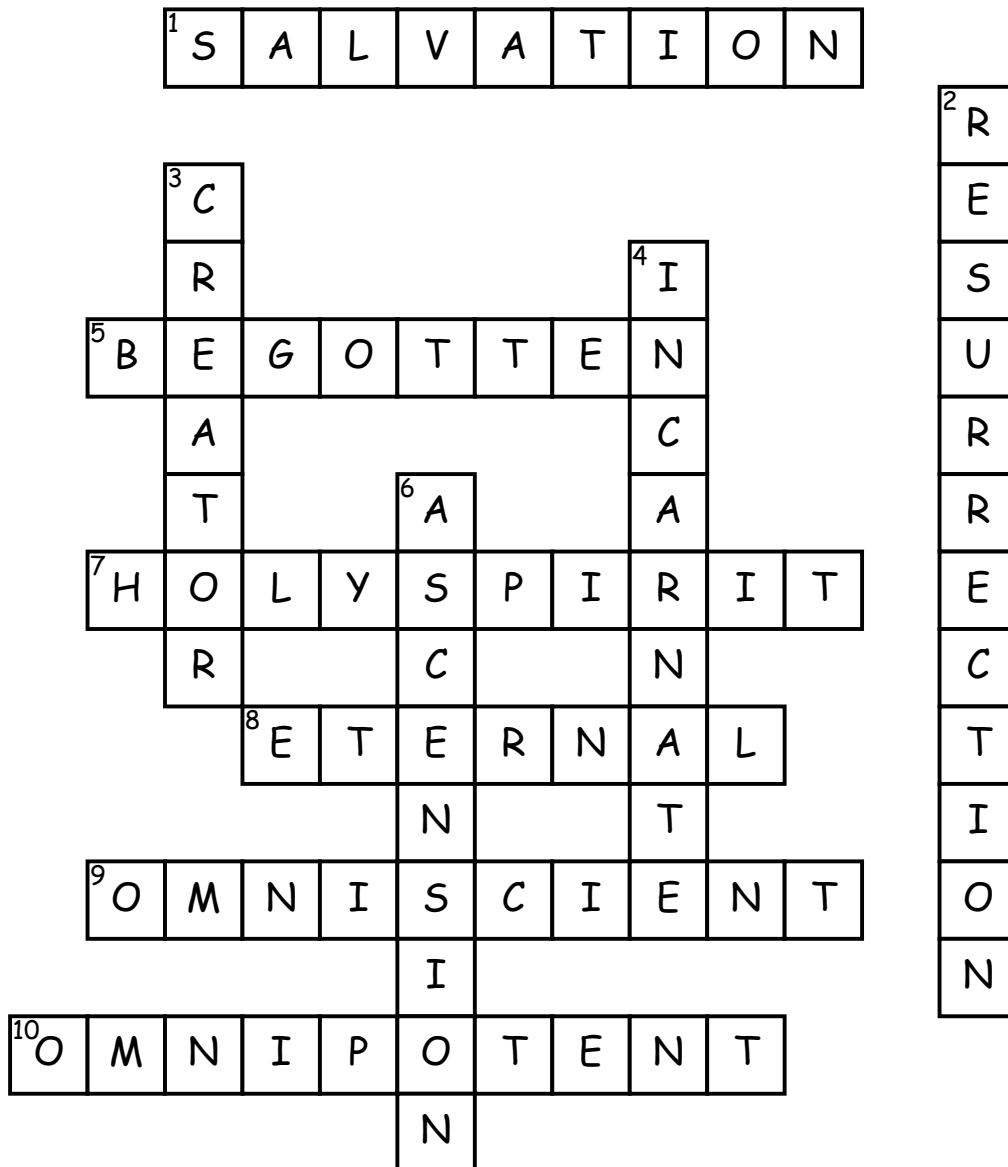 1 SALVATION
2 RESURRECTION
3 CREATOR
4 INCARNATE
5 BEGOTTEN
6 ASCENSION
7 HOLYSPIRIT
8 ETERNAL
9 OMNISCIENT
10 OMNIPOTENT